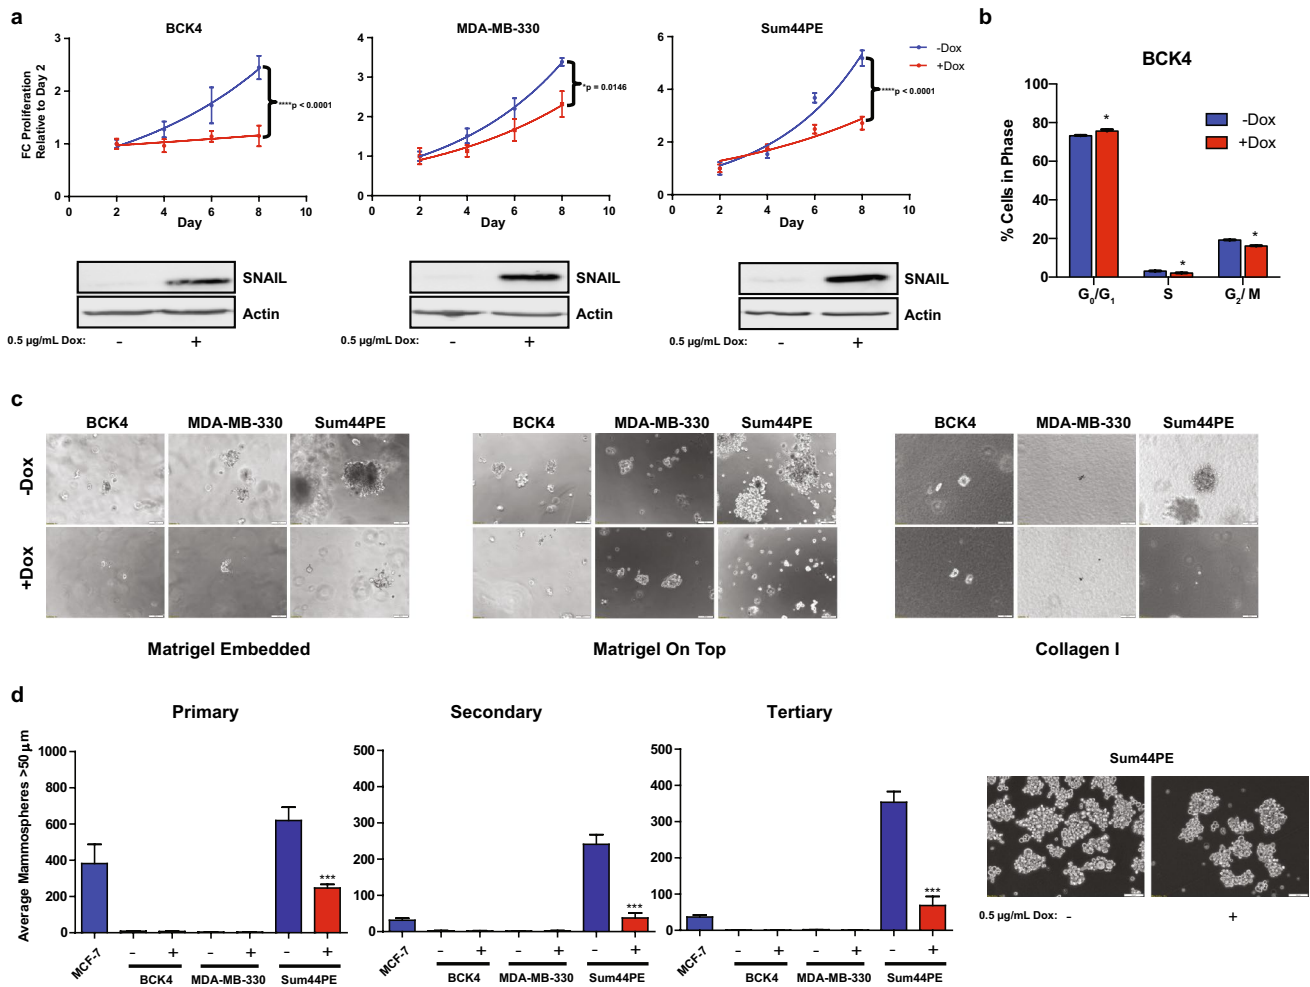 a
BCK4
MDA-MB-330
Sum44PE
b
FC Proliferation
Relative to Day 2
3
2
1
0
0 2 4 6 8 10
Day
****p < 0.0001
4
3
2
1
0
0 2 4 6 8 10
Day
*p = 0.0146
6
4
2
0
0 2 4 6 8 10
Day
****p < 0.0001
-Dox
+Dox
BCK4
% Cells in Phase
100
80
60
40
20
0
* * *
G0/G1 S G2/ M
-Dox
+Dox
SNAIL
Actin
0.5 µg/mL Dox: - +
SNAIL
Actin
0.5 µg/mL Dox: - +
SNAIL
Actin
0.5 µg/mL Dox: - +
c
BCK4 MDA-MB-330 Sum44PE
BCK4 MDA-MB-330 Sum44PE
BCK4 MDA-MB-330 Sum44PE
-Dox
+Dox
Matrigel Embedded
Matrigel On Top
Collagen I
d
Primary
Average Mammospheres >50µm
1000
800
600
400
200
0
***
MCF-7
- + - + - +
BCK4 MDA-MB-330 Sum44PE
Secondary
500
400
300
200
100
0
***
MCF-7
- + - + - +
BCK4 MDA-MB-330 Sum44PE
Tertiary
500
400
300
200
100
0
***
MCF-7
- + - + - +
BCK4 MDA-MB-330 Sum44PE
Sum44PE
0.5 µg/mL Dox: - +